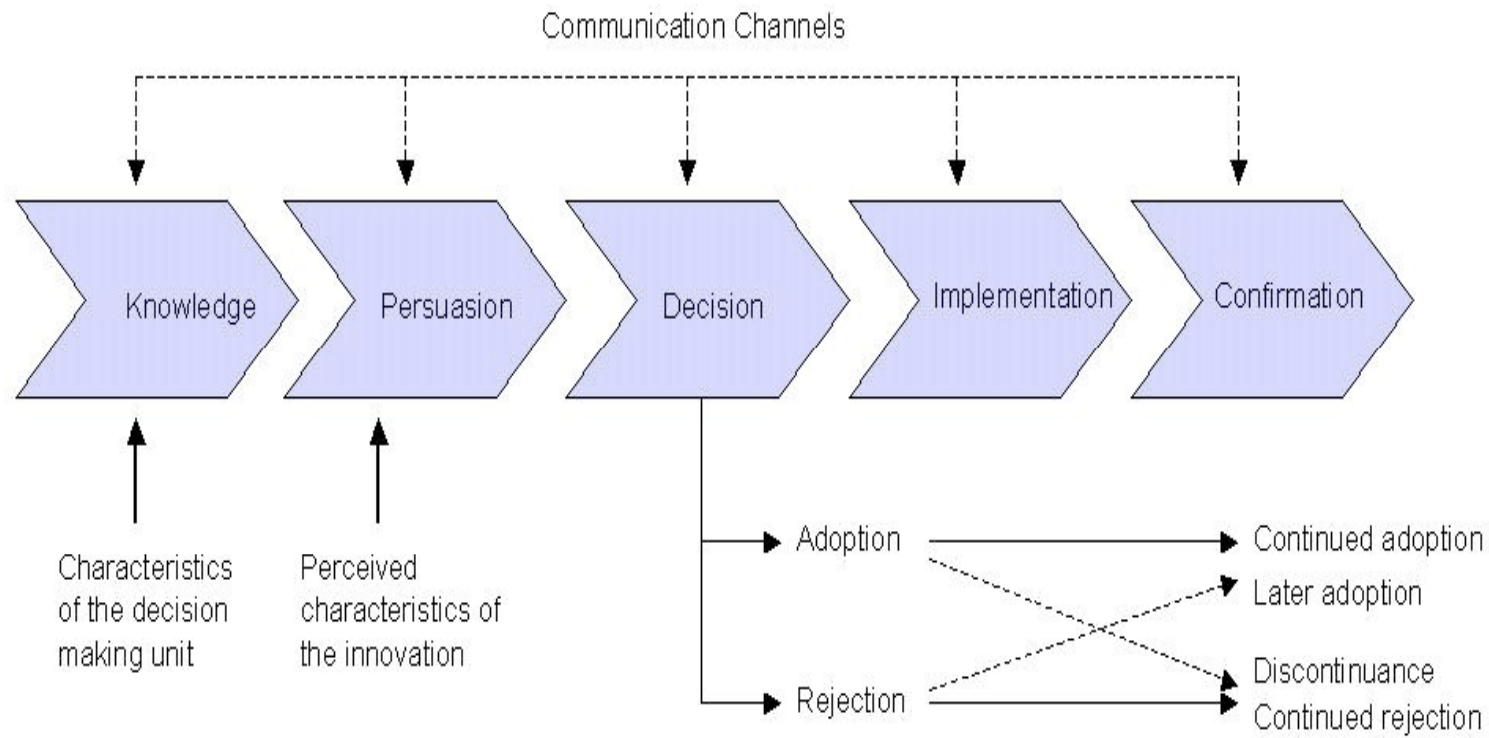 Communication Channels
Knowledge
Persuasion
Decision
Implementation
Confirmation
Characteristics
of the decision
making unit
Perceived
characteristics of
the innovation
Adoption
Rejection
Continued adoption
Later adoption
Discontinuance
Continued rejection